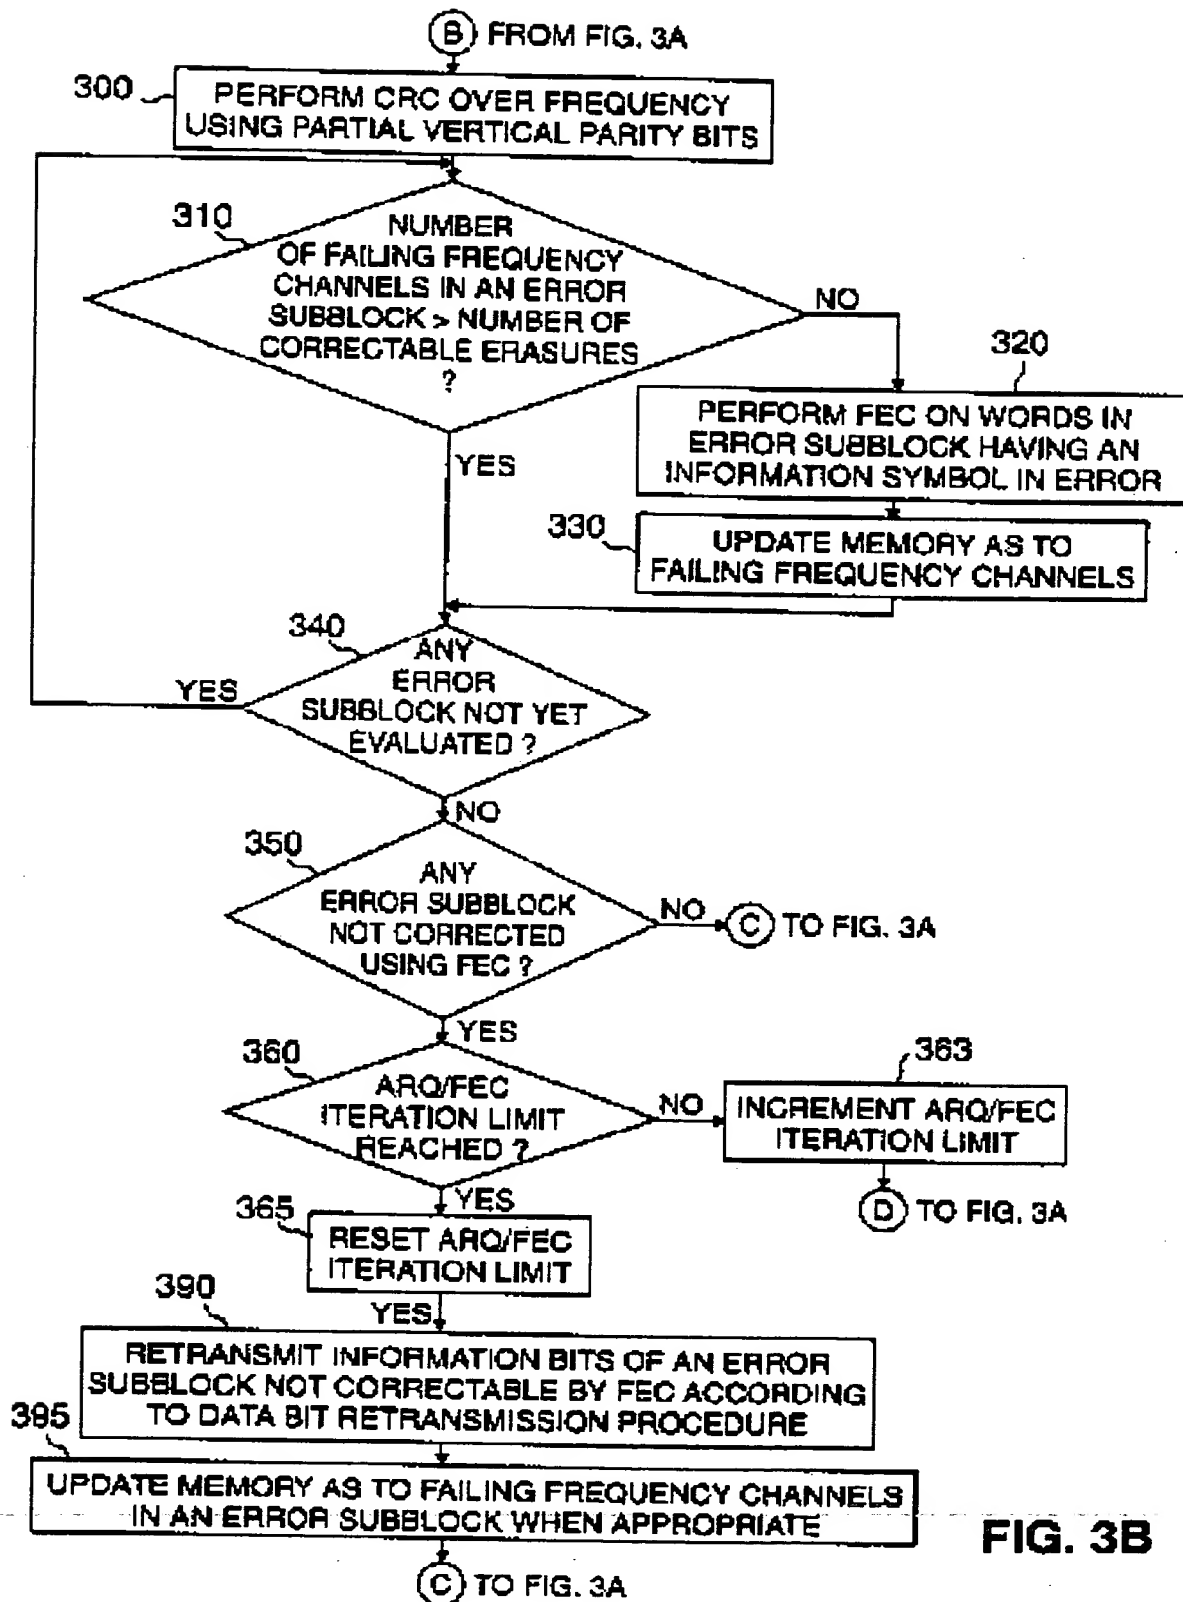 B FROM FIG. 3A
300
PERFORM CRC OVER FREQUENCY
USING PARTIAL VERTICAL PARITY BITS
310
NUMBER
OF FAILING FREQUENCY
CHANNELS IN AN ERROR
SUBBLOCK > NUMBER OF
CORRECTABLE ERASURES
?
NO
YES
320
PERFORM FEC ON WORDS IN
ERROR SUBBLOCK HAVING AN
INFORMATION SYMBOL IN ERROR
330
UPDATE MEMORY AS TO
FAILING FREQUENCY CHANNELS
340
ANY
ERROR
SUBBLOCK NOT YET
EVALUATED ?
YES
NO
350
ANY
ERROR SUBBLOCK
NOT CORRECTED
USING FEC ?
NO
C TO FIG. 3A
YES
360
ARQ/FEC
ITERATION LIMIT
REACHED ?
NO
363
INCREMENT ARQ/FEC
ITERATION LIMIT
D TO FIG. 3A
YES
365
RESET ARQ/FEC
ITERATION LIMIT
YES
390
RETRANSMIT INFORMATION BITS OF AN ERROR
SUBBLOCK NOT CORRECTABLE BY FEC ACCORDING
TO DATA BIT RETRANSMISSION PROCEDURE
395
UPDATE MEMORY AS TO FAILING FREQUENCY CHANNELS
IN AN ERROR SUBBLOCK WHEN APPROPRIATE
C TO FIG. 3A
FIG. 3B